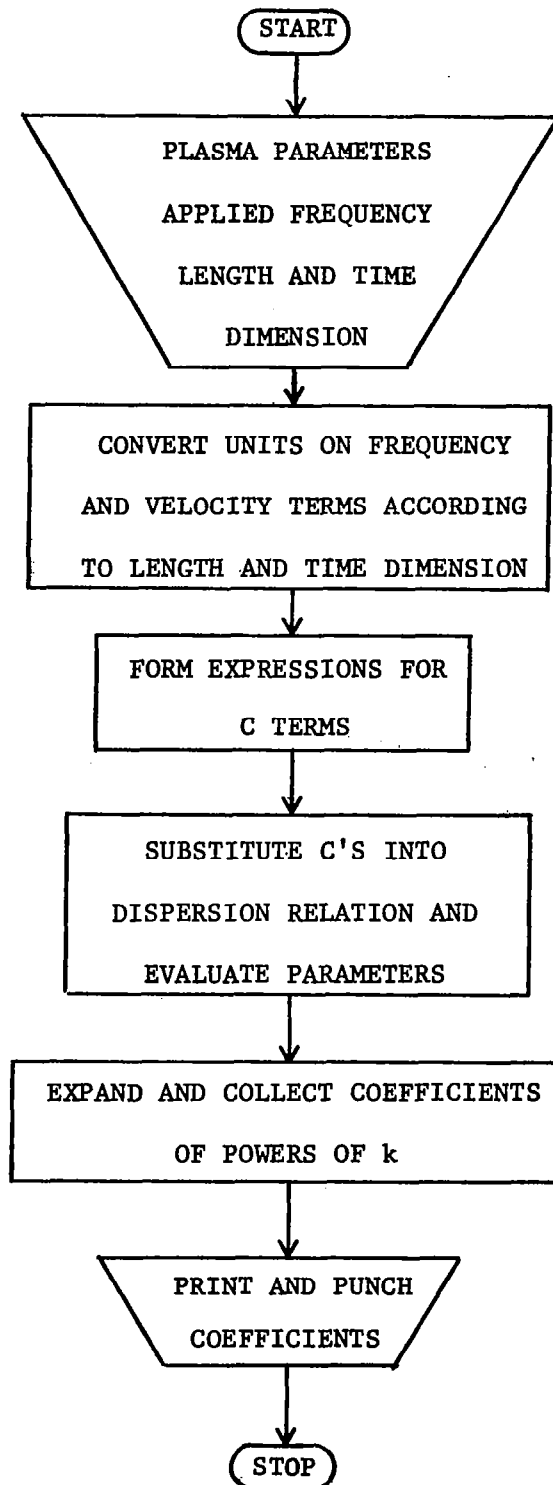 START
PLASMA PARAMETERS
APPLIED FREQUENCY
LENGTH AND TIME
DIMENSION
CONVERT UNITS ON FREQUENCY
AND VELOCITY TERMS ACCORDING
TO LENGTH AND TIME DIMENSION
FORM EXPRESSIONS FOR
C TERMS
SUBSTITUTE C'S INTO
DISPERSION RELATION AND
EVALUATE PARAMETERS
EXPAND AND COLLECT COEFFICIENTS
OF POWERS OF k
PRINT AND PUNCH
COEFFICIENTS
STOP